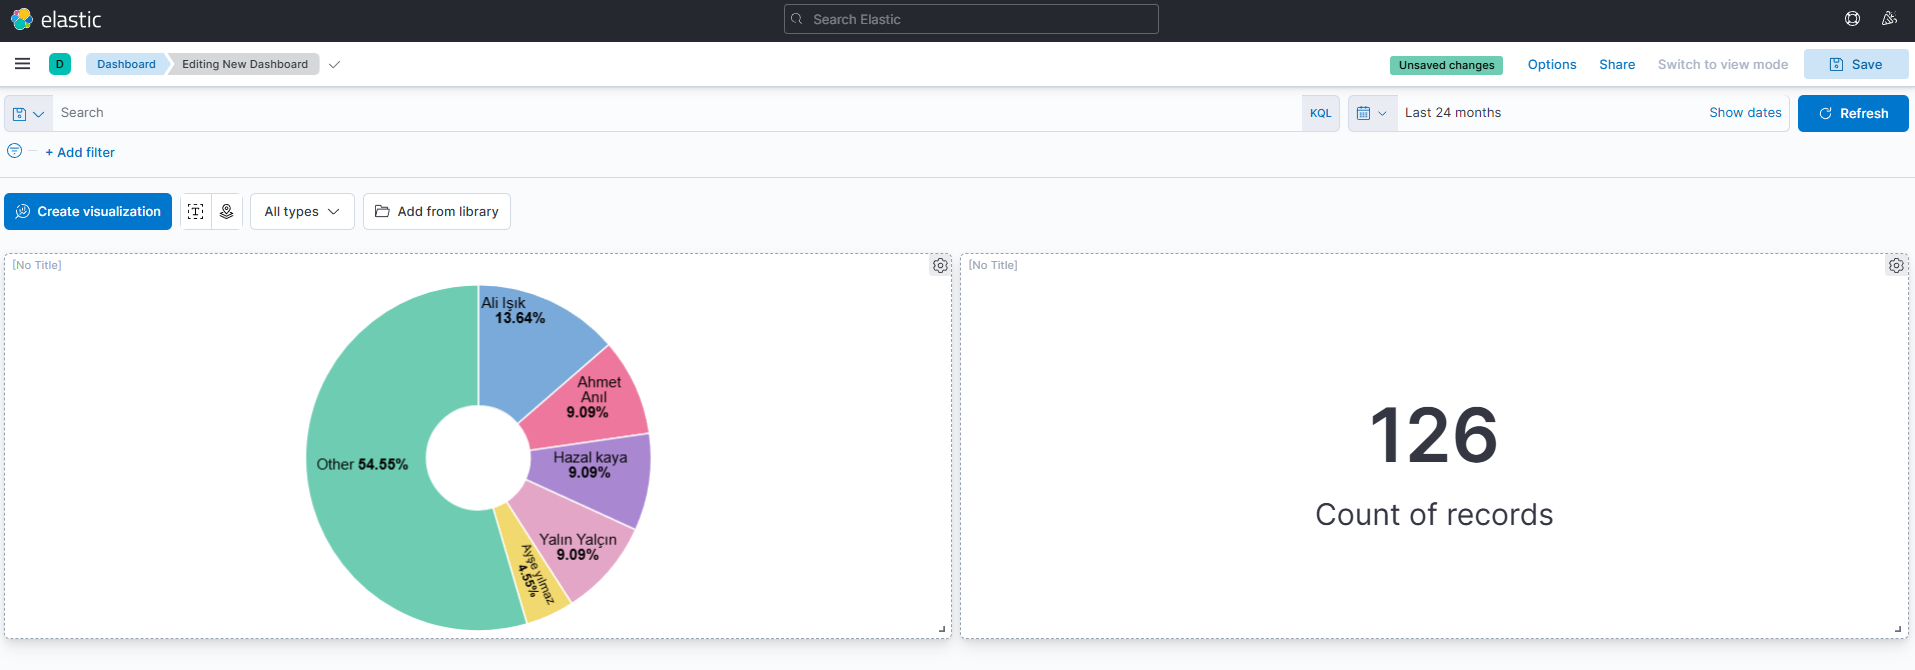 elastic
Search Elastic
D
Dashboard
Editing New Dashboard
Unsaved changes
Options
Share
Switch to view mode
Save
Search
KQL
Last 24 months
Show dates
Refresh
+ Add filter
Create visualization
T
All types
Add from library
[No Title]
Ali Işık
13.64%
Ahmet
Anıl
9.09%
Hazal kaya
9.09%
Yalın Yalçın
9.09%
Ayşe yılmaz
4.55%
Other 54.55%
[No Title]
126
Count of records